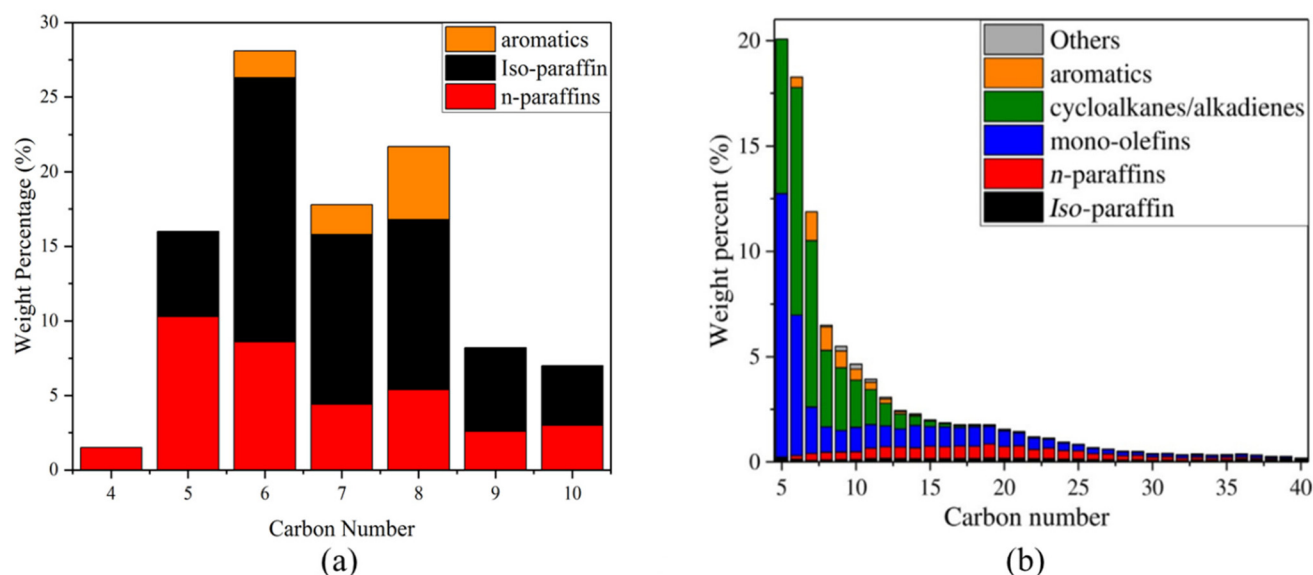 30
25
20
15
10
5
0
Weight Percentage (%)
aromatics
Iso-paraffin
n-paraffins
4 5 6 7 8 9 10
Carbon Number
(a)
20
15
10
5
0
Weight percent (%)
Others
aromatics
cycloalkanes/alkadienes
mono-olefins
n-paraffins
Iso-paraffin
5 10 15 20 25 30 35 40
Carbon number
(b)